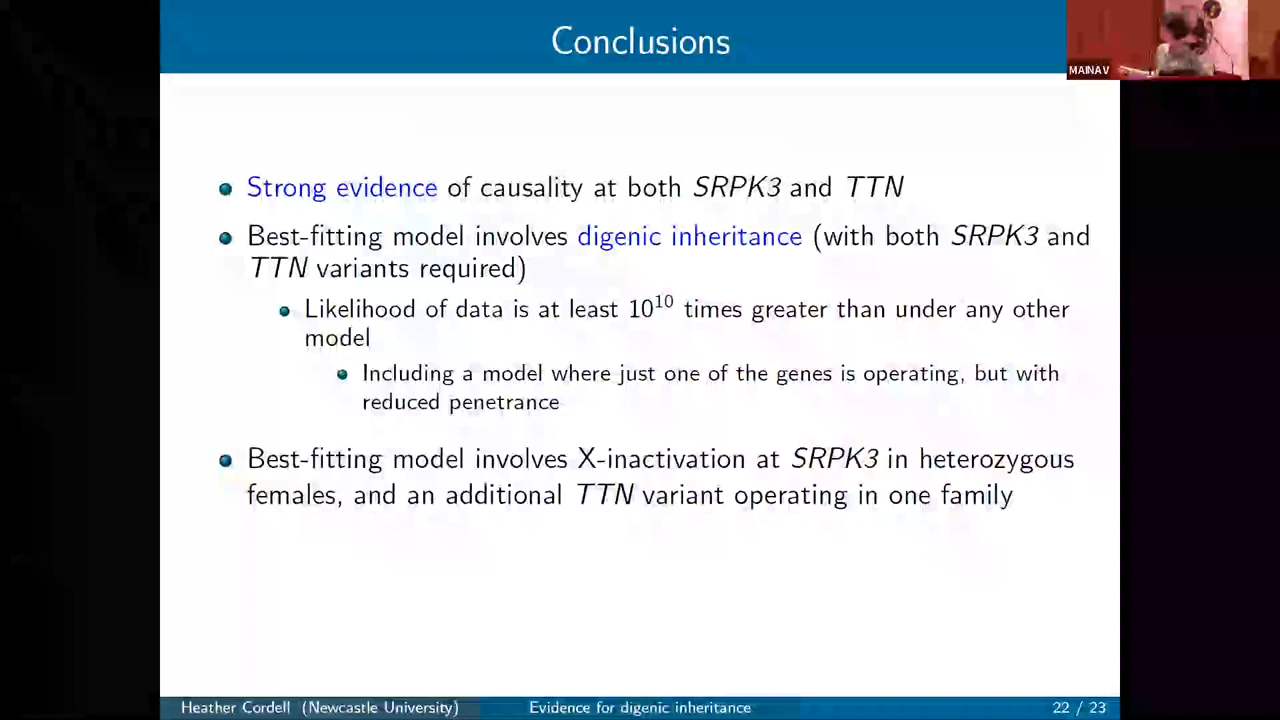 Conclusions
MAINAV
Strong evidence of causality at both SRPK3 and TTN
Best-fitting model involves digenic inheritance (with both SRPK3 and
TTN variants required)
Likelihood of data is at least 10¹⁰ times greater than under any other
model
Including a model where just one of the genes is operating, but with
reduced penetrance
Best-fitting model involves X-inactivation at SRPK3 in heterozygous
females, and an additional TTN variant operating in one family
Heather Cordell (Newcastle University) Evidence for digenic inheritance 22 / 23